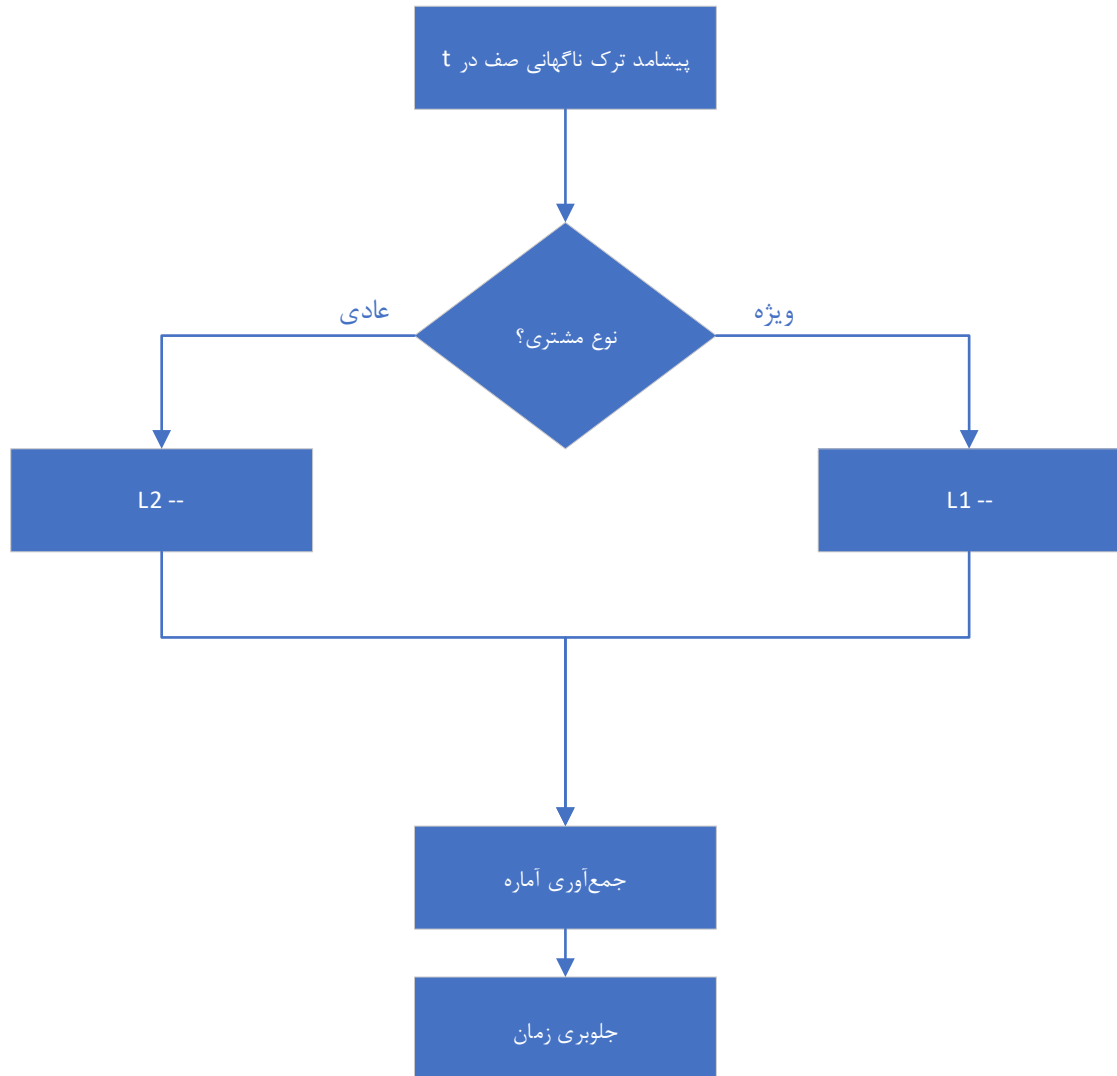 پیشامد ترک ناگهانی صف در t
ویژه
عادی
نوع مشتری؟
L1 --
L2 --
جمع‌آوری آماره
جلوبری زمان